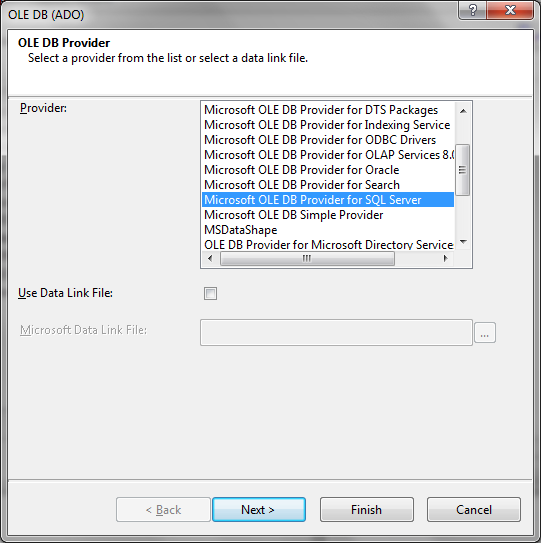 OLE DB (ADO)
OLE DB Provider
Select a provider from the list or select a data link file.
Provider:
Microsoft OLE DB Provider for DTS Packages
Microsoft OLE DB Provider for Indexing Service
Microsoft OLE DB Provider for ODBC Drivers
Microsoft OLE DB Provider for OLAP Services 8.0
Microsoft OLE DB Provider for Oracle
Microsoft OLE DB Provider for Search
Microsoft OLE DB Provider for SQL Server
Microsoft OLE DB Simple Provider
MSDataShape
OLE DB Provider for Microsoft Directory Service
Use Data Link File:
Microsoft Data Link File:
...
< Back Next > Finish Cancel